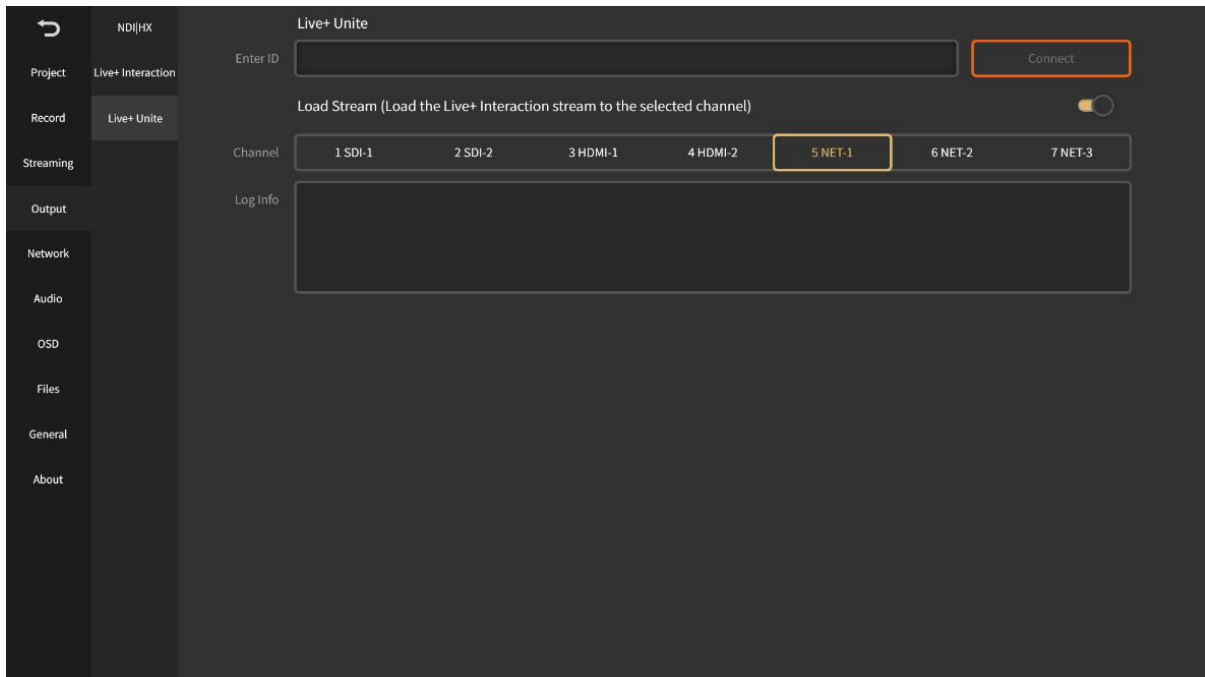 NDI|HX
Live+ Interaction
Live+ Unite
Project
Record
Streaming
Output
Network
Audio
OSD
Files
General
About
Live+ Unite
Enter ID
Connect
Load Stream (Load the Live+ Interaction stream to the selected channel)
Channel
1 SDI-1
2 SDI-2
3 HDMI-1
4 HDMI-2
5 NET-1
6 NET-2
7 NET-3
Log Info